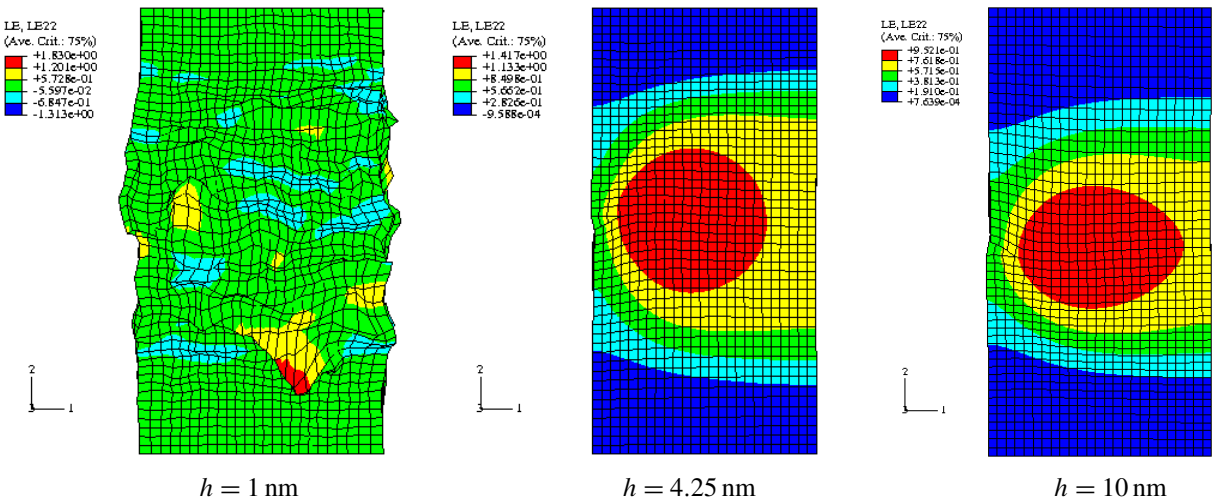 LE, LE22
(Ave. Crit.: 75%)
+1.830e+00
+1.201e+00
+5.728e-01
-5.597e-02
-6.847e-01
-1.313e+00
2
3 1
h = 1 nm
LE, LE22
(Ave. Crit.: 75%)
+1.417e+00
+1.133e+00
+8.498e-01
+5.662e-01
+2.826e-01
-9.588e-04
2
3 1
h = 4.25 nm
LE, LE22
(Ave. Crit.: 75%)
+9.521e-01
+7.618e-01
+5.715e-01
+3.813e-01
+1.910e-01
+7.639e-04
2
3 1
h = 10 nm